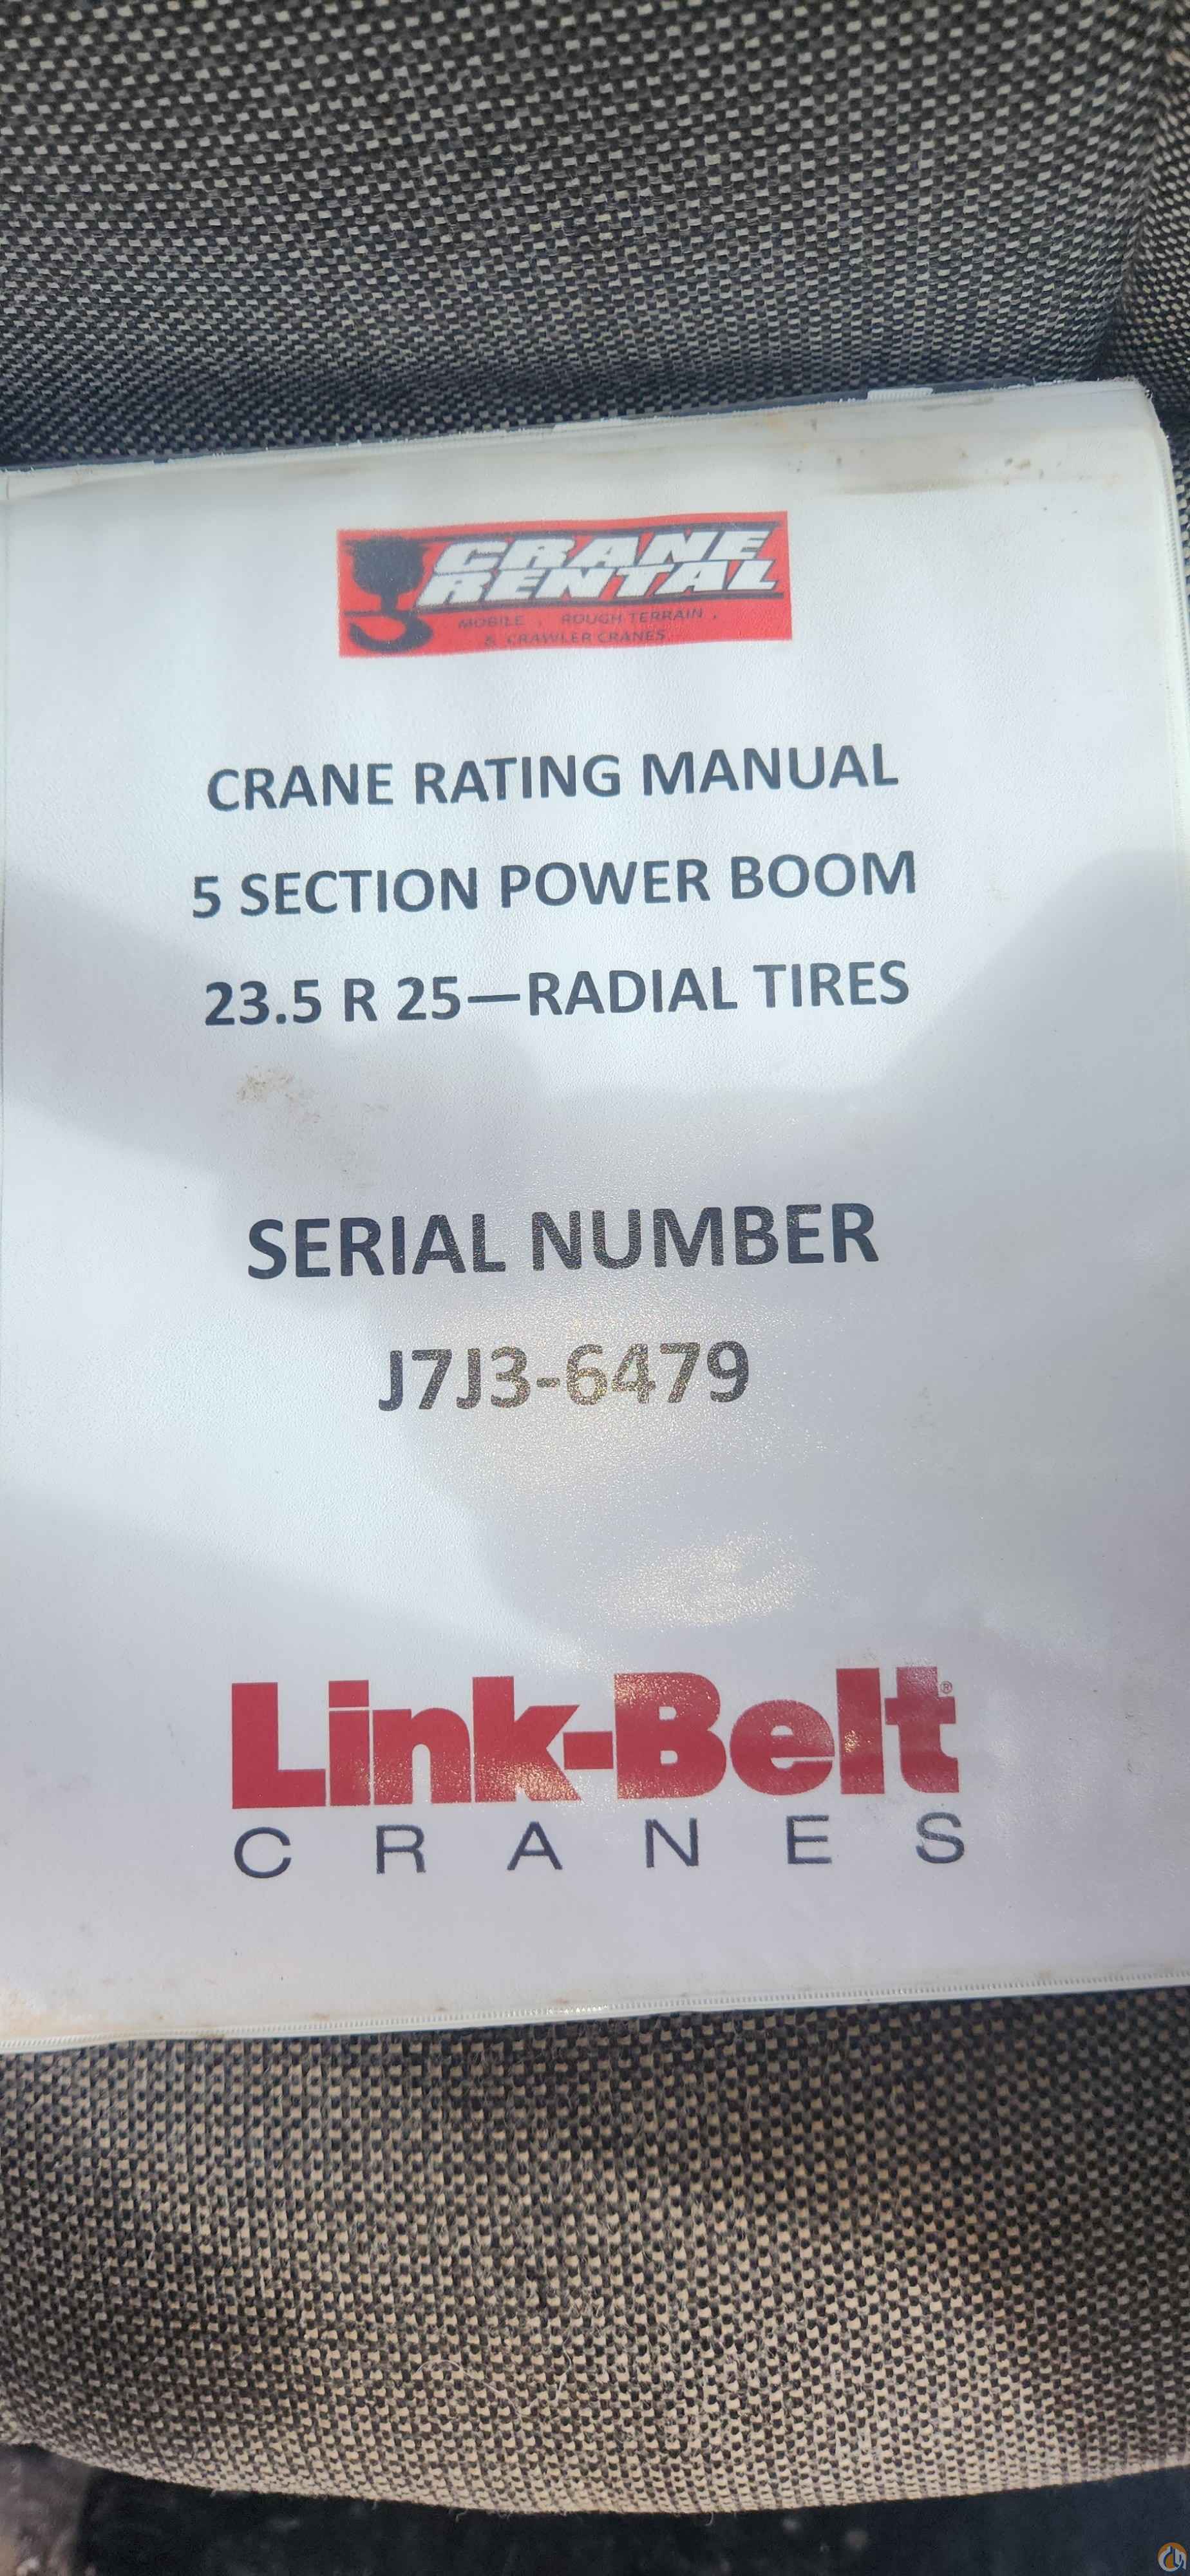 CRANE
RENTAL
MOBILE , ROUGH TERRAIN ,
& CRAWLER CRANES
CRANE RATING MANUAL
5 SECTION POWER BOOM
23.5 R 25—RADIAL TIRES
SERIAL NUMBER
J7J3-6479
Link-Belt®
CRANES